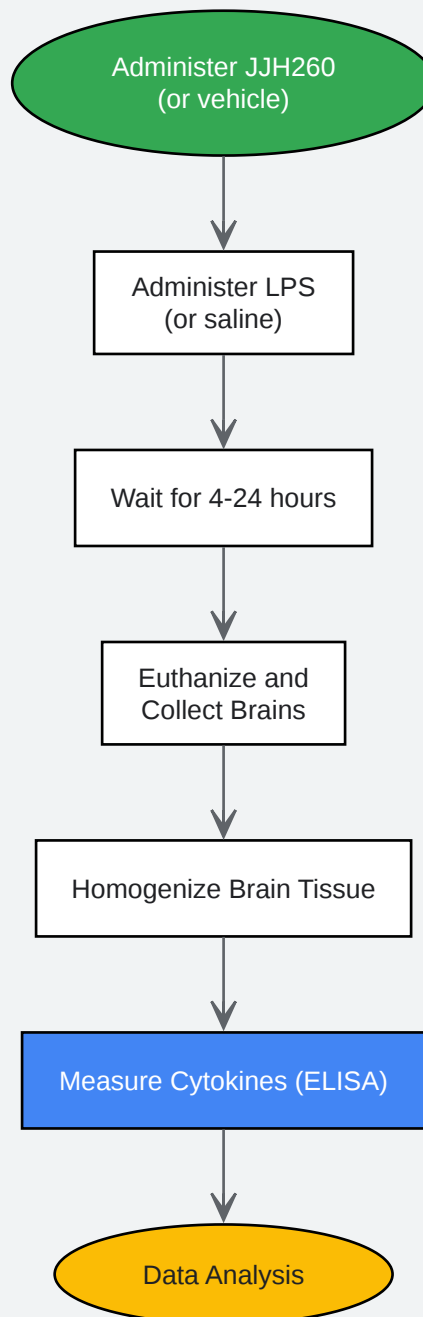 Administer JJH260
(or vehicle)
Administer LPS
(or saline)
Wait for 4-24 hours
Euthanize and
Collect Brains
Homogenize Brain Tissue
Measure Cytokines (ELISA)
Data Analysis